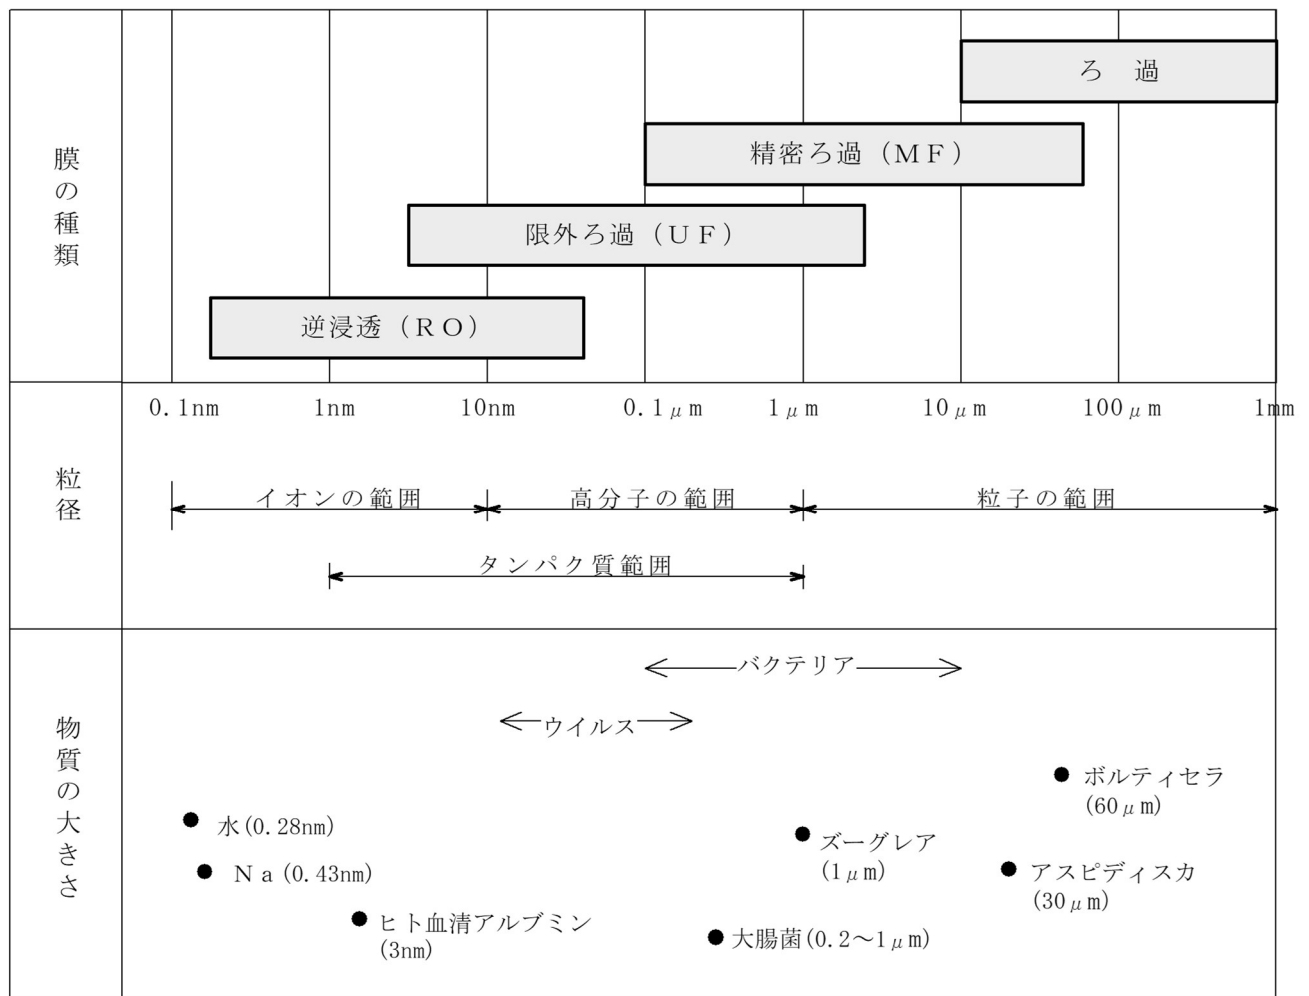 膜の種類
ろ　過
精密ろ過（ＭＦ）
限外ろ過（ＵＦ）
逆浸透（ＲＯ）
粒径
0.1nm 1nm 10nm 0.1μm 1μm 10μm 100μm 1mm
イオンの範囲 高分子の範囲 粒子の範囲
タンパク質範囲
物質の大きさ
バクテリア
ウイルス
ボルティセラ
(60μm)
水(0.28nm)
ズーグレア
(1μm)
Ｎａ(0.43nm)
アスピディスカ
(30μm)
ヒト血清アルブミン
(3nm)
大腸菌(0.2～1μm)